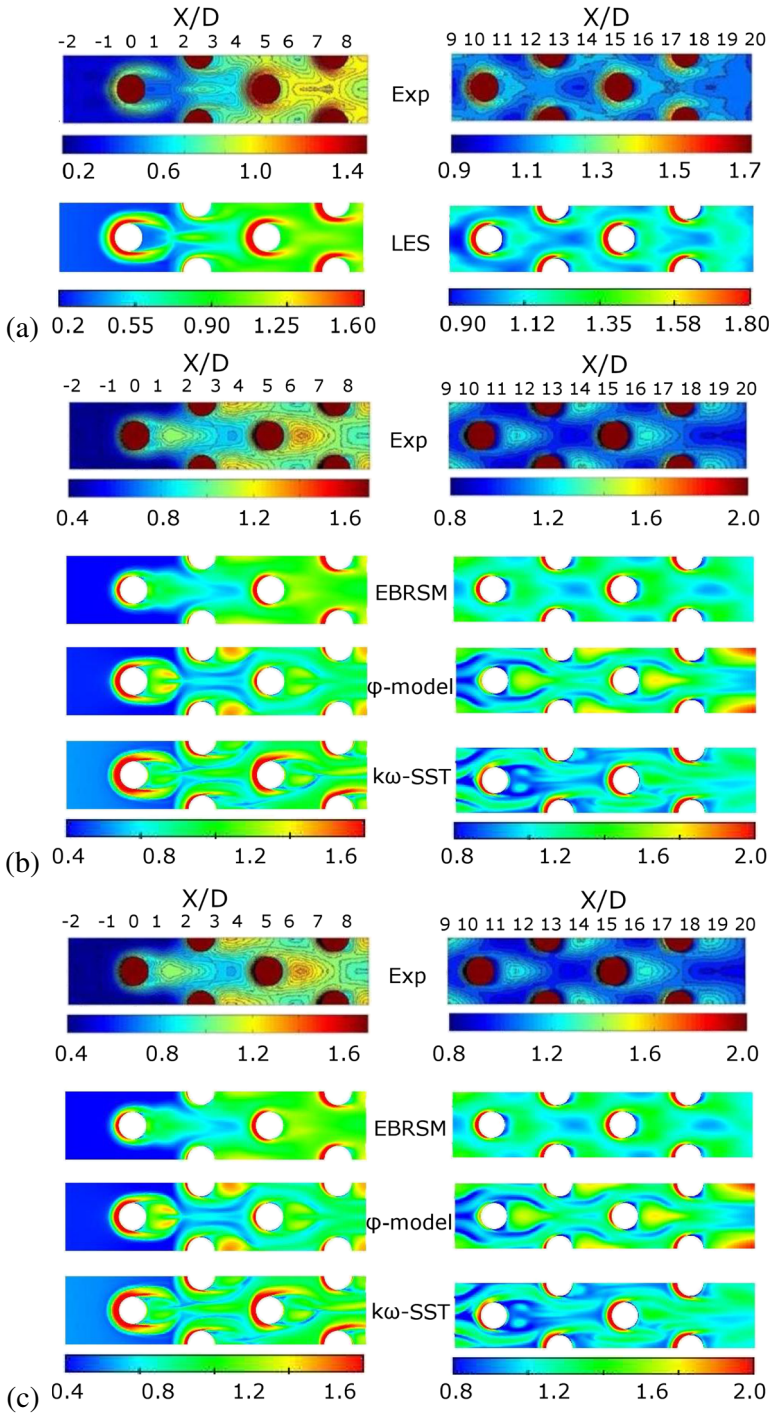 X/D X/D
-2 -1 0 1 2 3 4 5 6 7 8 9 10 11 12 13 14 15 16 17 18 19 20
Exp
0.2 0.6 1.0 1.4 0.9 1.1 1.3 1.5 1.7
LES
(a) 0.2 0.55 0.90 1.25 1.60 0.90 1.12 1.35 1.58 1.80
X/D X/D
-2 -1 0 1 2 3 4 5 6 7 8 9 10 11 12 13 14 15 16 17 18 19 20
Exp
0.4 0.8 1.2 1.6 0.8 1.2 1.6 2.0
EBRSM
φ-model
kω-SST
(b) 0.4 0.8 1.2 1.6 0.8 1.2 1.6 2.0
X/D X/D
-2 -1 0 1 2 3 4 5 6 7 8 9 10 11 12 13 14 15 16 17 18 19 20
Exp
0.4 0.8 1.2 1.6 0.8 1.2 1.6 2.0
EBRSM
φ-model
kω-SST
(c) 0.4 0.8 1.2 1.6 0.8 1.2 1.6 2.0